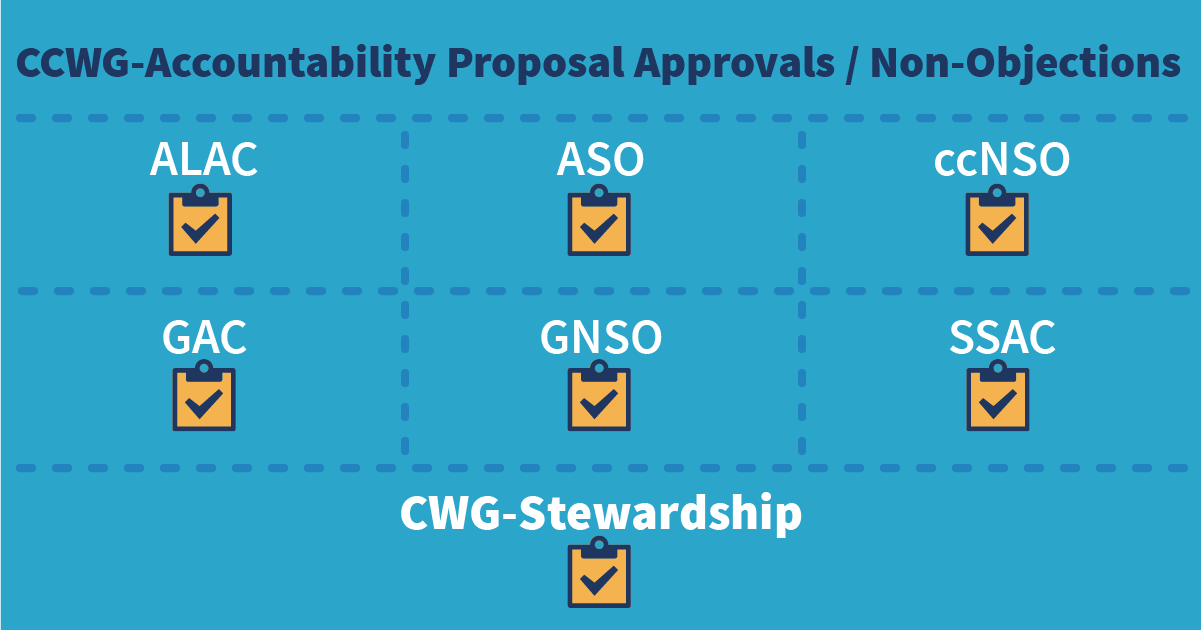 CCWG-Accountability Proposal Approvals / Non-Objections
ALAC
ASO
ccNSO
GAC
GNSO
SSAC
CWG-Stewardship